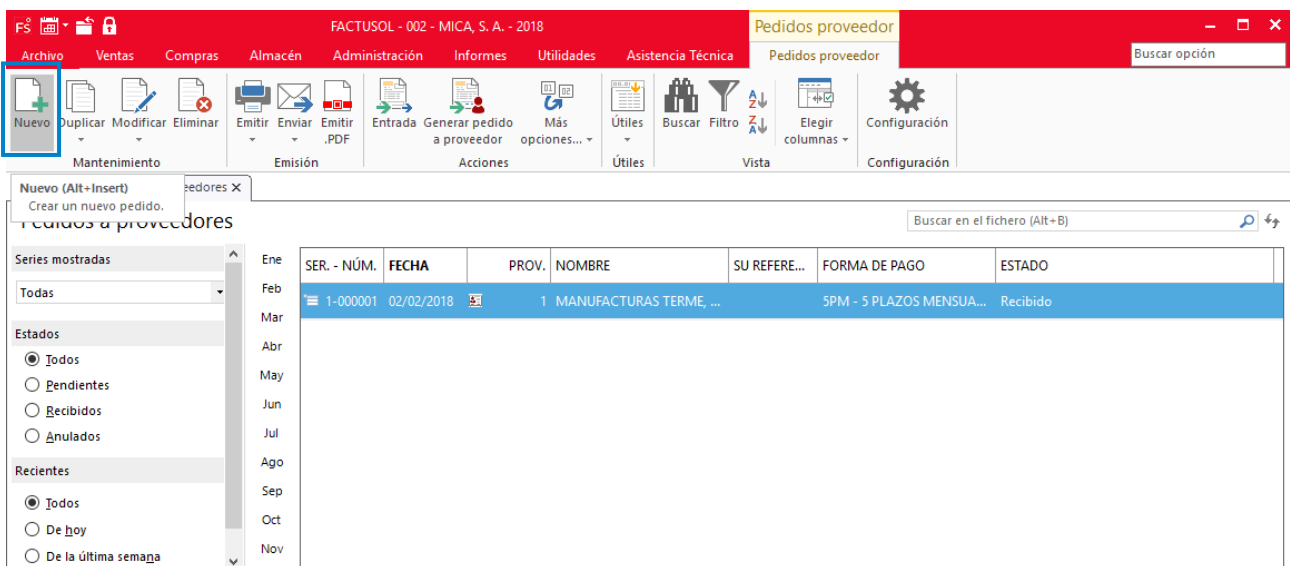 FS
FACTUSOL - 002 - MICA, S. A. - 2018
Pedidos proveedor
Archivo Ventas Compras Almacén Administración Informes Utilidades Asistencia Técnica Pedidos proveedor
Buscar opción
Nuevo Duplicar Modificar Eliminar Emitir Enviar Emitir .PDF Entrada Generar pedido a proveedor Más opciones... Útiles Buscar Filtro Elegir columnas Configuración
Mantenimiento Emisión Acciones Útiles Vista Configuración
Nuevo (Alt+Insert)
Crear un nuevo pedido.
eedores X
Pedidos a proveedores
Buscar en el fichero (Alt+B)
Series mostradas
Todas
Estados
Todos
Pendientes
Recibidos
Anulados
Recientes
Todos
De hoy
De la última semana
Ene
Feb
Mar
Abr
May
Jun
Jul
Ago
Sep
Oct
Nov
SER. - NÚM. FECHA PROV. NOMBRE SU REFERE... FORMA DE PAGO ESTADO
1-000001 02/02/2018 1 MANUFACTURAS TERME, ... 5PM - 5 PLAZOS MENSUA... Recibido